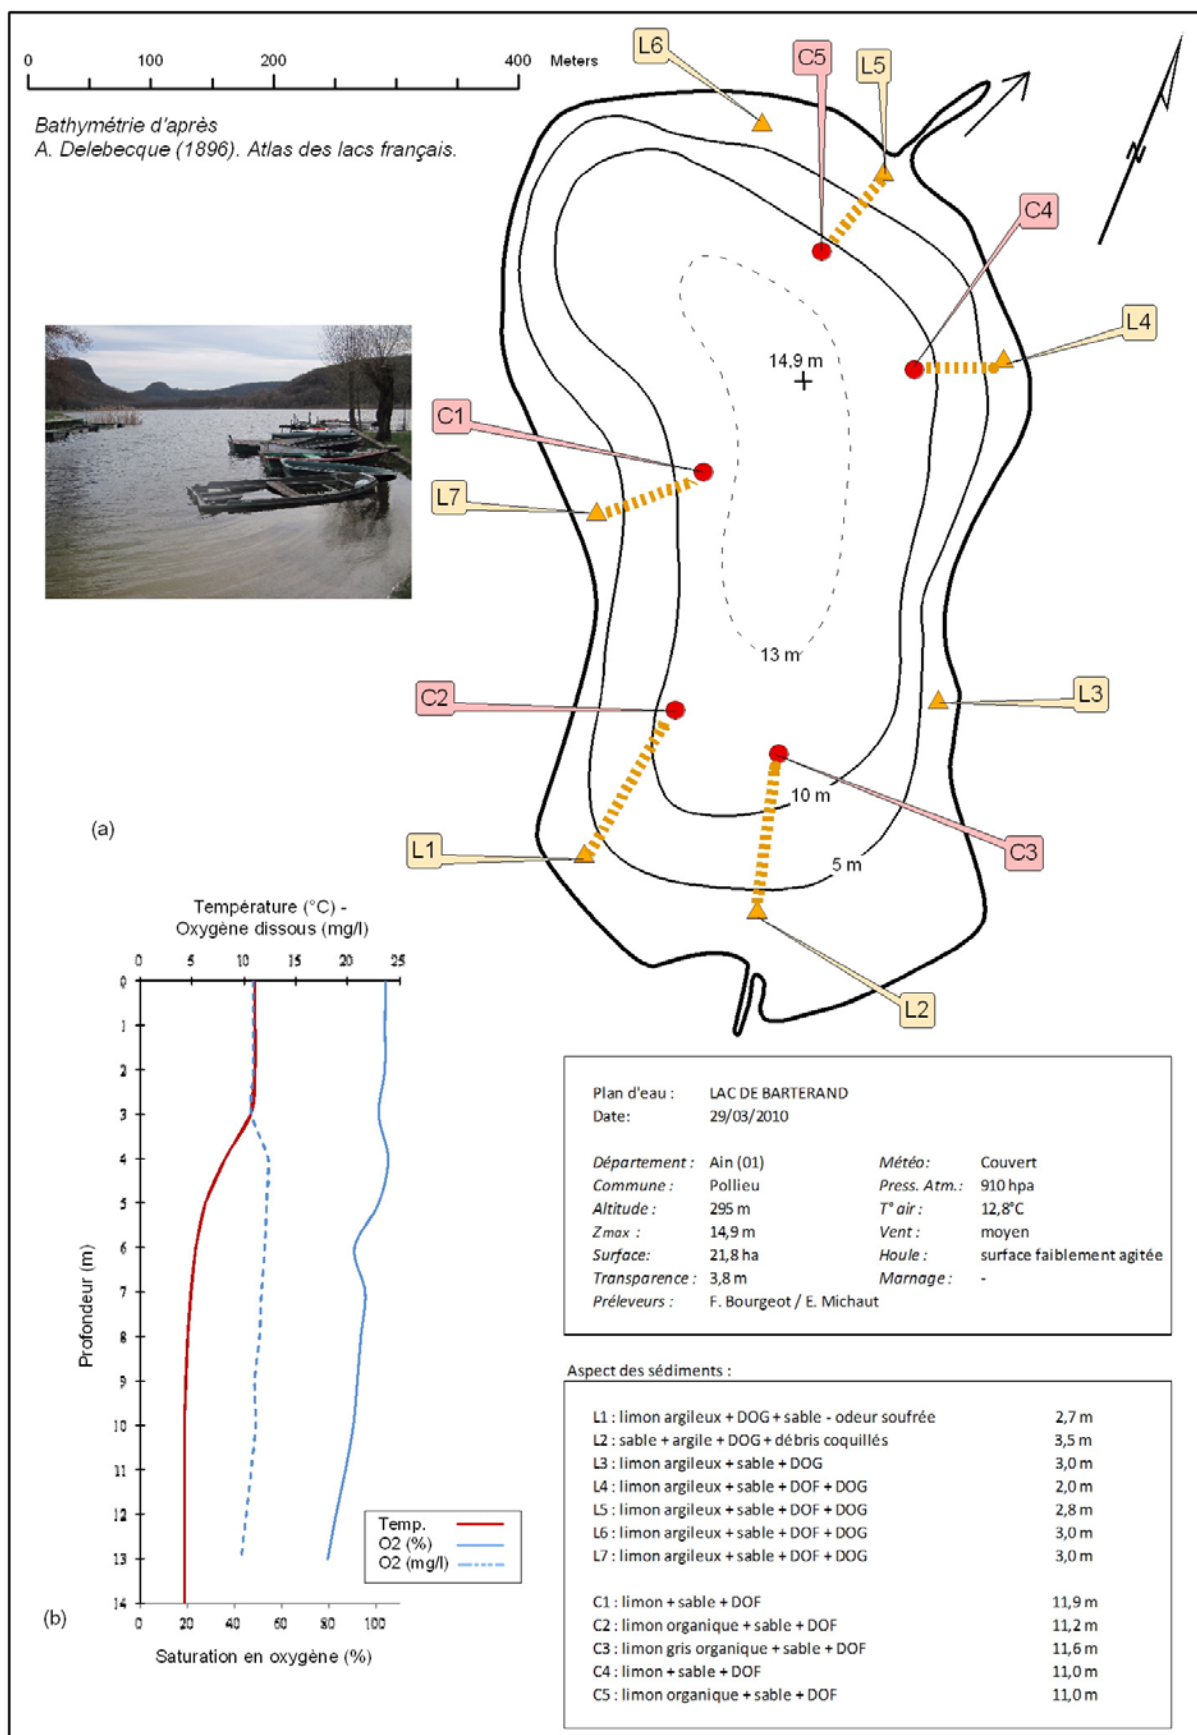 0 100 200 400 Meters
Bathymétrie d'après
A. Delebecque (1896). Atlas des lacs français.
L6
C5
L5
N
C4
L4
14,9 m
C1
L7
13 m
C2
L3
10 m
(a)
L1
C3
5 m
L2
Température (°C) -
Oxygène dissous (mg/l)
0 5 10 15 20 25
Profondeur (m)
0
1
2
3
4
5
6
7
8
9
10
11
12
13
14
Temp.
O2 (%)
O2 (mg/l)
(b)
20 40 60 80 100
Saturation en oxygène (%)
Plan d'eau : LAC DE BARTERAND
Date: 29/03/2010
Département : Ain (01) Météo: Couvert
Commune : Pollieu Press. Atm.: 910 hpa
Altitude : 295 m T° air : 12,8°C
Zmax : 14,9 m Vent : moyen
Surface: 21,8 ha Houle : surface faiblement agitée
Transparence : 3,8 m Marnage : -
Préleveurs : F. Bourgeot / E. Michaut
Aspect des sédiments :
L1 : limon argileux + DOG + sable - odeur soufrée 2,7 m
L2 : sable + argile + DOG + débris coquillés 3,5 m
L3 : limon argileux + sable + DOG 3,0 m
L4 : limon argileux + sable + DOF + DOG 2,0 m
L5 : limon argileux + sable + DOF + DOG 2,8 m
L6 : limon argileux + sable + DOF + DOG 3,0 m
L7 : limon argileux + sable + DOF + DOG 3,0 m
C1 : limon + sable + DOF 11,9 m
C2 : limon organique + sable + DOF 11,2 m
C3 : limon gris organique + sable + DOF 11,6 m
C4 : limon + sable + DOF 11,0 m
C5 : limon organique + sable + DOF 11,0 m